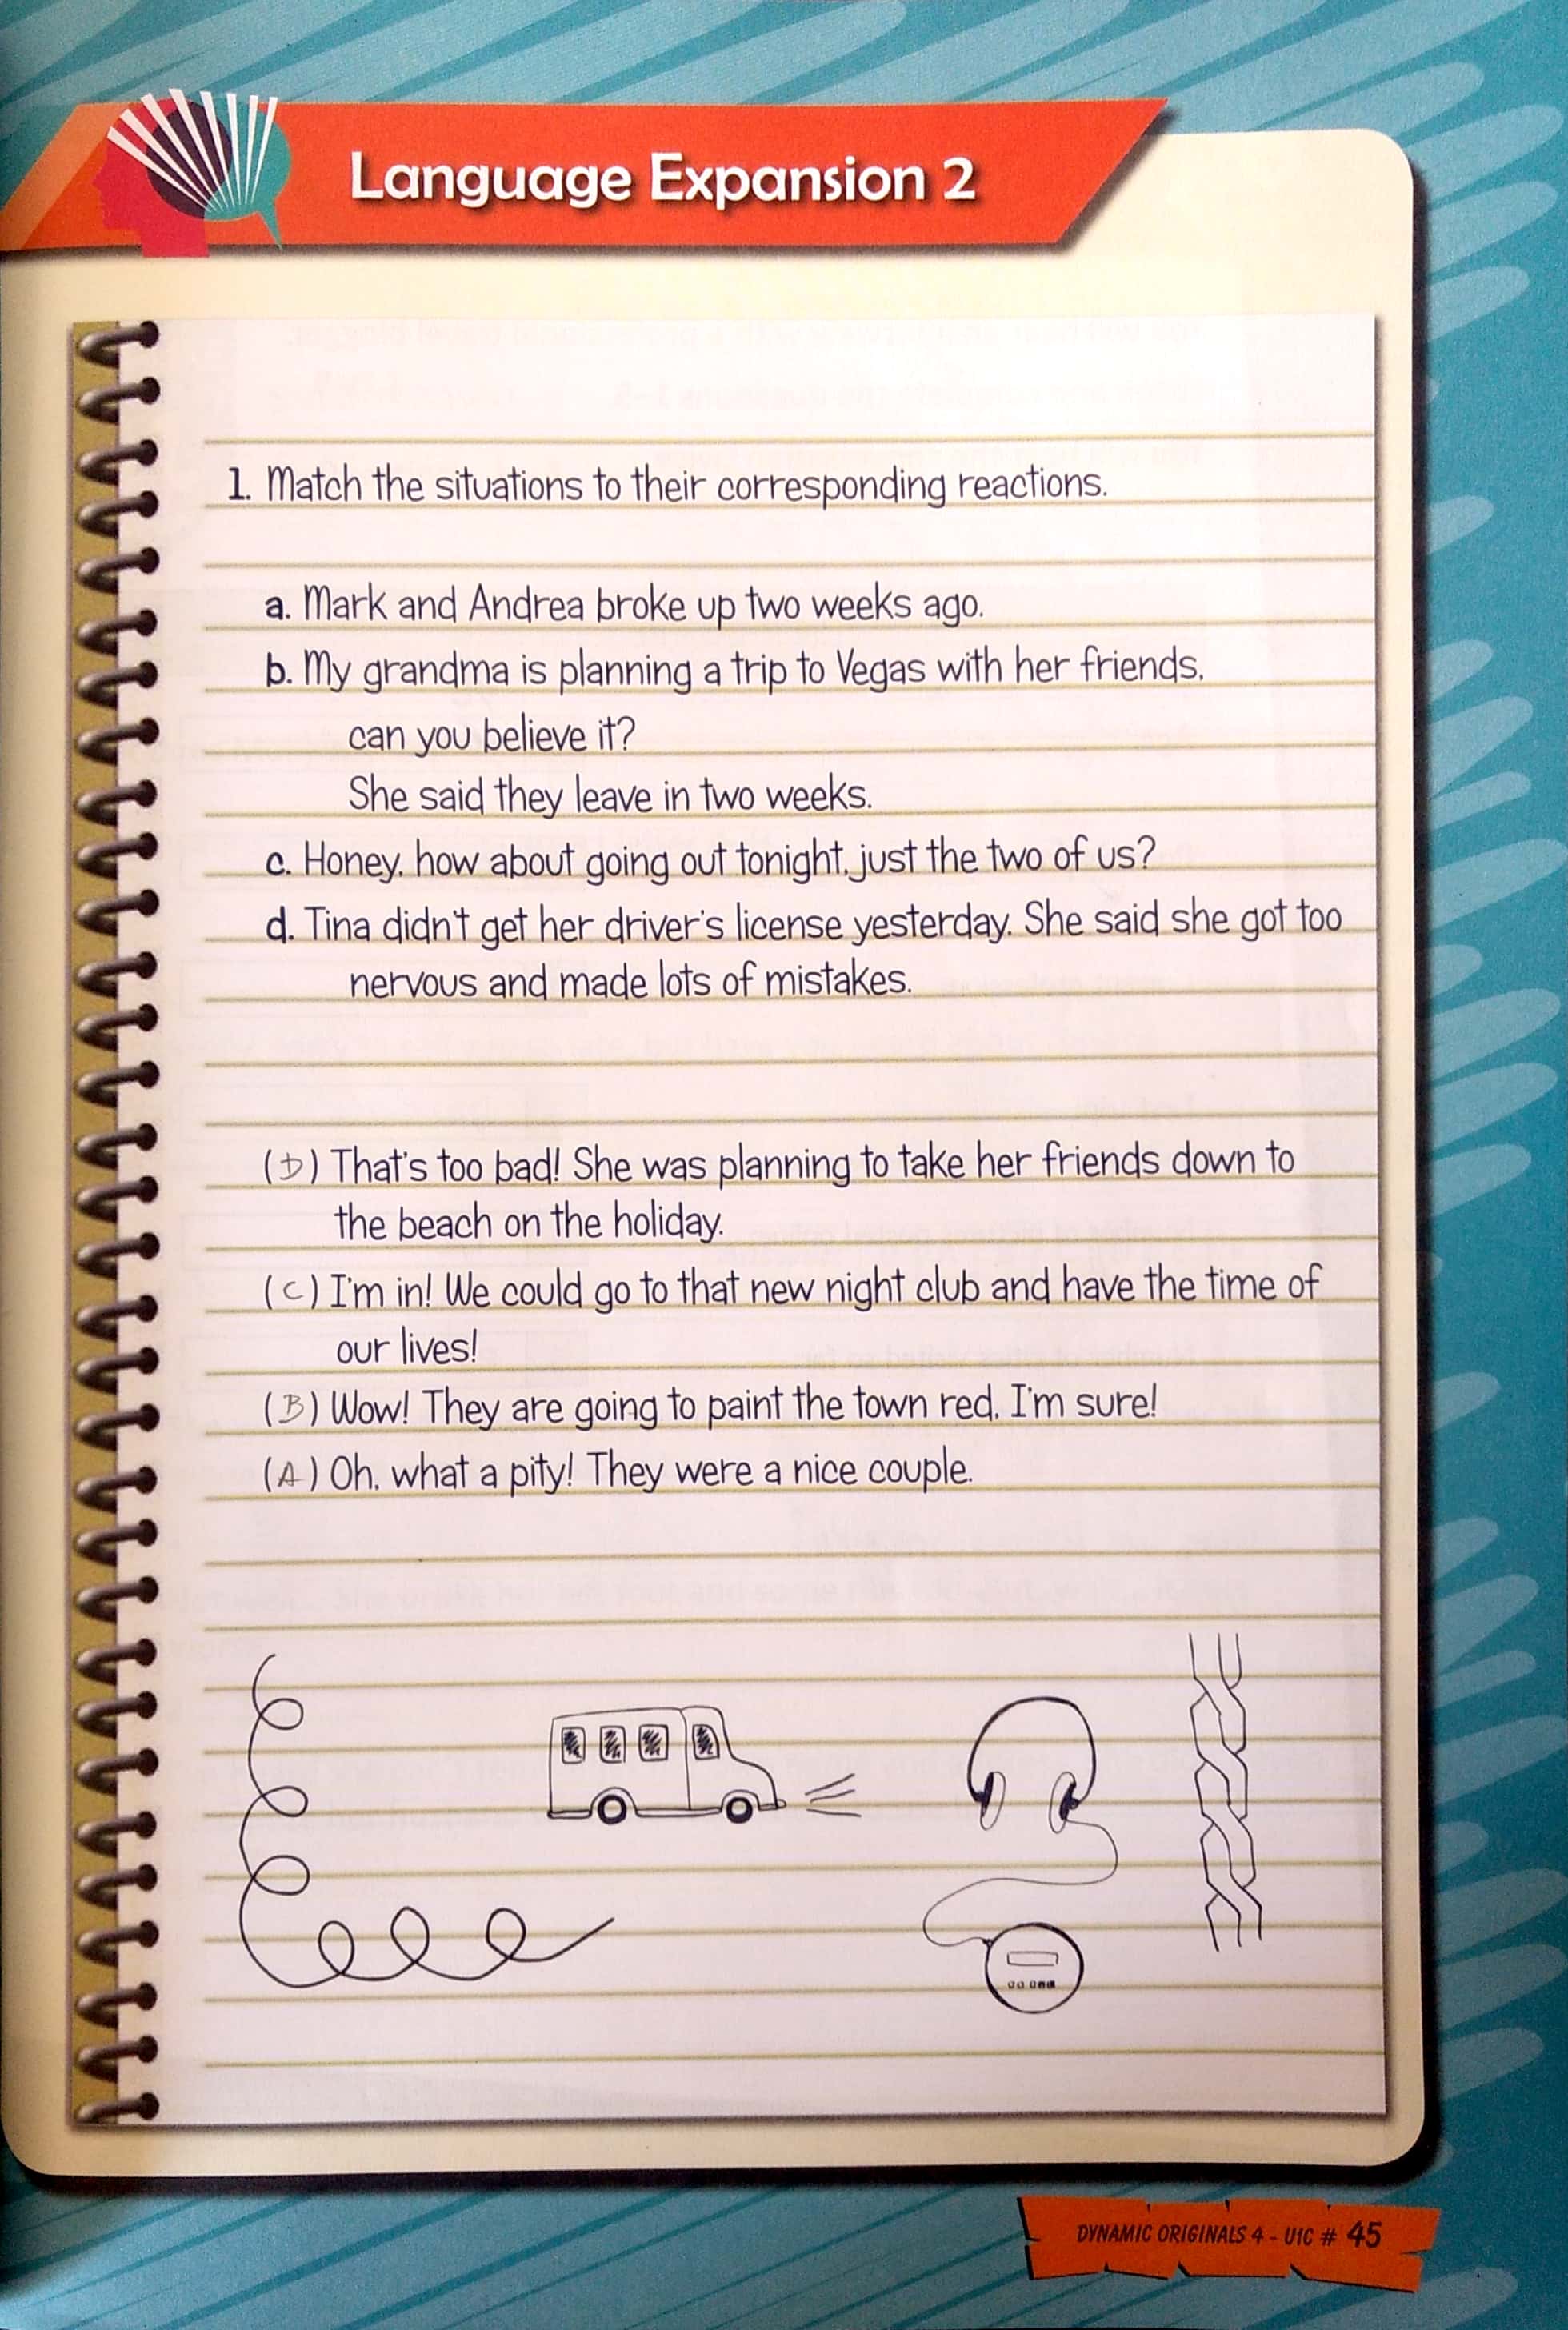 Language Expansion 2
1. Match the situations to their corresponding reactions.
a. Mark and Andrea broke up two weeks ago.
b. My grandma is planning a trip to Vegas with her friends,
can you believe it?
She said they leave in two weeks.
c. Honey, how about going out tonight, just the two of us?
d. Tina didn't get her driver's license yesterday. She said she got too
nervous and made lots of mistakes.
(D) That's too bad! She was planning to take her friends down to
the beach on the holiday.
(C) I'm in! We could go to that new night club and have the time of
our lives!
(B) Wow! They are going to paint the town red, I'm sure!
(A) Oh, what a pity! They were a nice couple.
DYNAMIC ORIGINALS 4 - U1C # 45